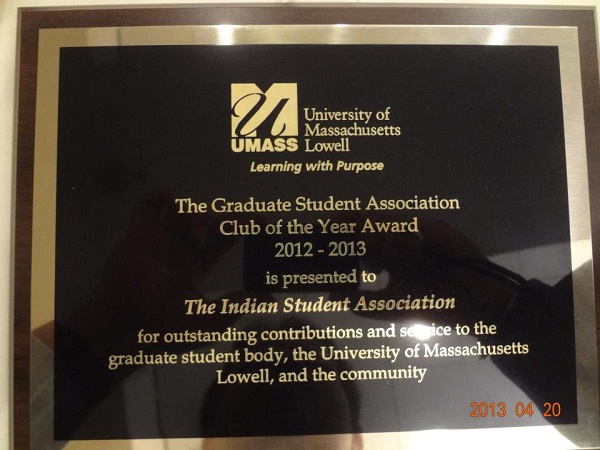 UMASS
University of
Massachusetts
Lowell
Learning with Purpose
The Graduate Student Association
Club of the Year Award
2012 - 2013
is presented to
The Indian Student Association
for outstanding contributions and service to the
graduate student body, the University of Massachusetts
Lowell, and the community
2013 04 20